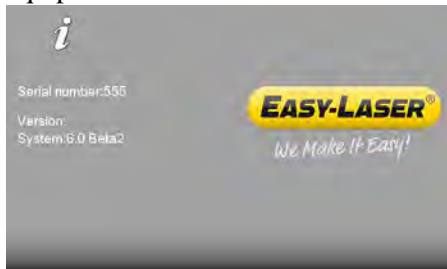 i
Serial number:555
Version:
System:6.0 Beta2
EASY-LASER®
We Make It Easy!